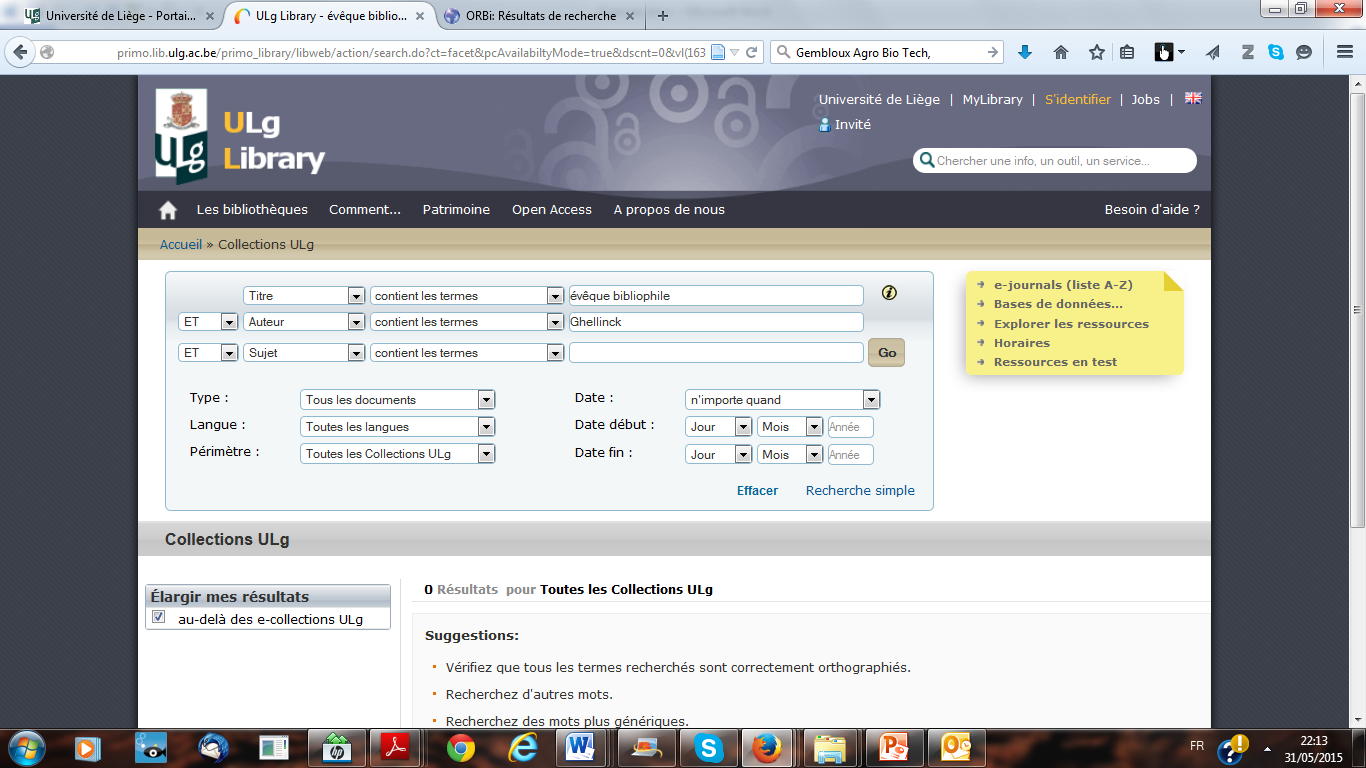 Université de Liège - Portai...
ULg Library - évêque biblio...
ORBi: Résultats de recherche
primo.lib.ulg.ac.be/primo_library/libweb/action/search.do?ct=facet&pcAvailabiltyMode=true&dscnt=0&vl(163
Gembloux Agro Bio Tech,
Université de Liège | MyLibrary | S'identifier | Jobs |
Invité
ULg
ULg
Library
Chercher une info, un outil, un service...
Les bibliothèques Comment... Patrimoine Open Access A propos de nous Besoin d'aide ?
Accueil » Collections ULg
Titre contient les termes évêque bibliophile
ET Auteur contient les termes Ghellinck
ET Sujet contient les termes Go
Type : Tous les documents Date : n'importe quand
Langue : Toutes les langues Date début : Jour Mois Année
Périmètre : Toutes les Collections ULg Date fin : Jour Mois Année
Effacer Recherche simple
e-journals (liste A-Z)
Bases de données...
Explorer les ressources
Horaires
Ressources en test
Collections ULg
Élargir mes résultats
au-delà des e-collections ULg
0 Résultats pour Toutes les Collections ULg
Suggestions:
Vérifiez que tous les termes recherchés sont correctement orthographiés.
Recherchez d'autres mots.
Recherchez des mots plus génériques.
FR 22:13
31/05/2015